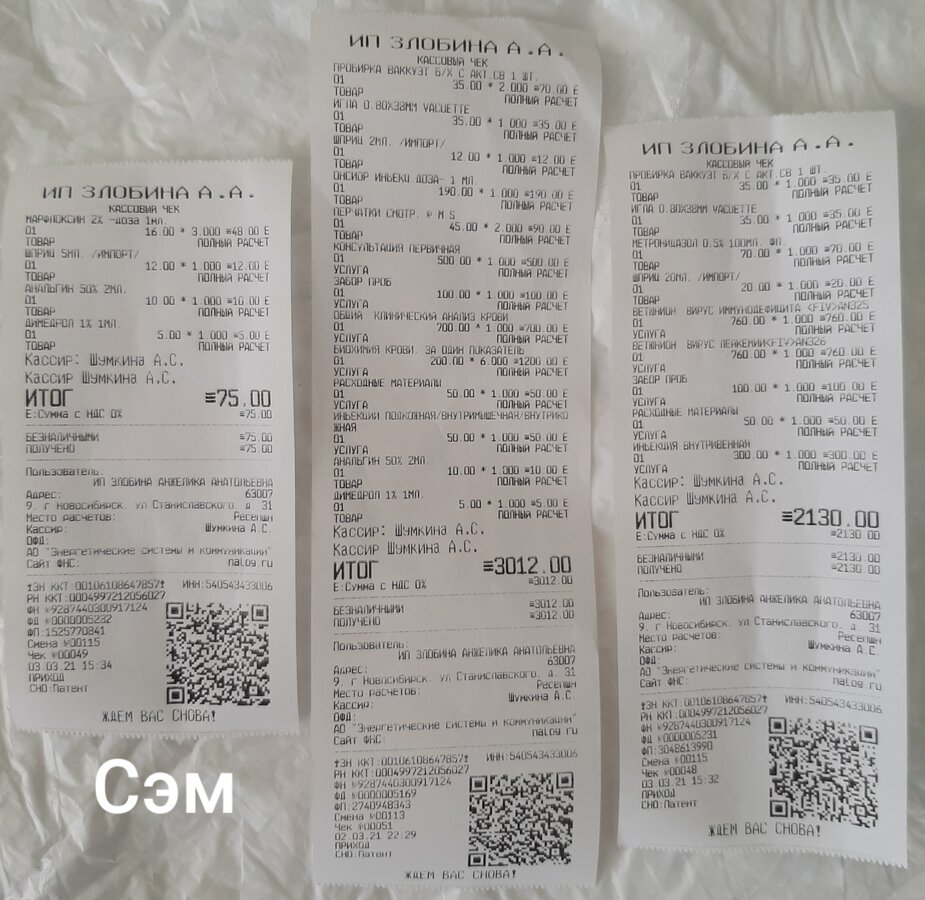 ИП ЗЛОБИНА А.А.
КАССОВЫЙ ЧЕК
МАРФЛОКСИН 2% -доза 1мл.
01 16.00 * 3.000 ≡48.00 Е
ТОВАР ПОЛНЫЙ РАСЧЕТ
ШПРИЦ 5МЛ. /ИМПОРТ/
01 12.00 * 1.000 ≡12.00 Е
ТОВАР ПОЛНЫЙ РАСЧЕТ
АНАЛЬГИН 50% 2МЛ.
01 10.00 * 1.000 ≡10.00 Е
ТОВАР ПОЛНЫЙ РАСЧЕТ
ДИМЕДРОЛ 1% 1МЛ.
01 5.00 * 1.000 ≡5.00 Е
ТОВАР ПОЛНЫЙ РАСЧЕТ
Кассир: Шумкина А.С.
Кассир Шумкина А.С.
ИТОГ ≡75.00
Е:Сумма с НДС 0% ≡75.00
БЕЗНАЛИЧНЫМИ ≡75.00
ПОЛУЧЕНО ≡75.00
Пользователь:
ИП ЗЛОБИНА АНЖЕЛИКА АНАТОЛЬЕВНА
Адрес: 63007
9. г Новосибирск. ул Станиславского. д. 31
Место расчетов: Ресепшн
Кассир: Шумкина А.С.
ОФД:
АО "Энергетические системы и коммуникации"
Сайт ФНС: nalog.ru
ЗН ККТ:00106108647857 ИНН:540543433006
РН ККТ:0004997212056027
ФН №9287440300917124
ФД №0000005232
ФП:1525770841
Смена №00115
Чек №00049
03.03.21 15:34
ПРИХОД
СНО:Патент
ЖДЕМ ВАС СНОВА!
Сэм
ИП ЗЛОБИНА А.А.
КАССОВЫЙ ЧЕК
ПРОБИРКА ВАККУЭТ Б/Х С АКТ.СВ 1 ШТ.
01 35.00 * 2.000 ≡70.00 Е
ТОВАР ПОЛНЫЙ РАСЧЕТ
ИГЛА 0.80Х38ММ VACUETTE
01 35.00 * 1.000 ≡35.00 Е
ТОВАР ПОЛНЫЙ РАСЧЕТ
ШПРИЦ 2МЛ. /ИМПОРТ/
01 12.00 * 1.000 ≡12.00 Е
ТОВАР ПОЛНЫЙ РАСЧЕТ
ОНСИОР ИНЬЕКЦ ДОЗА- 1 МЛ.
01 190.00 * 1.000 ≡190.00 Е
ТОВАР ПОЛНЫЙ РАСЧЕТ
ПЕРЧАТКИ СМОТР. Р M S
01 45.00 * 2.000 ≡90.00 Е
ТОВАР ПОЛНЫЙ РАСЧЕТ
КОНСУЛЬТАЦИЯ ПЕРВИЧНАЯ
01 500.00 * 1.000 ≡500.00 Е
УСЛУГА ПОЛНЫЙ РАСЧЕТ
ЗАБОР ПРОБ
01 100.00 * 1.000 ≡100.00 Е
УСЛУГА ПОЛНЫЙ РАСЧЕТ
ОБЩИЙ КЛИНИЧЕСКИЙ АНАЛИЗ КРОВИ
01 700.00 * 1.000 ≡700.00 Е
УСЛУГА ПОЛНЫЙ РАСЧЕТ
БИОХИМИЯ КРОВИ. ЗА ОДИН ПОКАЗАТЕЛЬ
01 200.00 * 6.000 ≡1200.00 Е
УСЛУГА ПОЛНЫЙ РАСЧЕТ
РАСХОДНЫЕ МАТЕРИАЛЫ
01 50.00 * 1.000 ≡50.00 Е
УСЛУГА ПОЛНЫЙ РАСЧЕТ
ИНЬЕКЦИИ ПОДКОЖНАЯ/ВНУТРИМЫШЕЧНАЯ/ВНУТРИКО
ЖНАЯ
01 50.00 * 1.000 ≡50.00 Е
УСЛУГА ПОЛНЫЙ РАСЧЕТ
АНАЛЬГИН 50% 2МЛ.
01 10.00 * 1.000 ≡10.00 Е
ТОВАР ПОЛНЫЙ РАСЧЕТ
ДИМЕДРОЛ 1% 1МЛ.
01 5.00 * 1.000 ≡5.00 Е
ТОВАР ПОЛНЫЙ РАСЧЕТ
Кассир: Шумкина А.С.
Кассир Шумкина А.С.
ИТОГ ≡3012.00
Е:Сумма с НДС 0% ≡3012.00
БЕЗНАЛИЧНЫМИ ≡3012.00
ПОЛУЧЕНО ≡3012.00
Пользователь:
ИП ЗЛОБИНА АНЖЕЛИКА АНАТОЛЬЕВНА
Адрес: 63007
9. г Новосибирск. ул Станиславского. д. 31
Место расчетов: Ресепшн
Кассир: Шумкина А.С.
ОФД:
АО "Энергетические системы и коммуникации"
Сайт ФНС: nalog.ru
ЗН ККТ:00106108647857 ИНН:540543433006
РН ККТ:0004997212056027
ФН №9287440300917124
ФД №0000005169
ФП:2740948343
Смена №00113
Чек №00051
02.03.21 22:29
ПРИХОД
СНО:Патент
ЖДЕМ ВАС СНОВА!
ИП ЗЛОБИНА А.А.
КАССОВЫЙ ЧЕК
ПРОБИРКА ВАККУЭТ Б/Х С АКТ.СВ 1 ШТ
01 35.00 * 1.000 ≡35.00 Е
ТОВАР ПОЛНЫЙ РАСЧЕТ
ИГЛА 0.80Х38ММ VACUETTE
01 35.00 * 1.000 ≡35.00 Е
ТОВАР ПОЛНЫЙ РАСЧЕТ
МЕТРОНИДАЗОЛ 0.5% 100МЛ. ФЛ.
01 70.00 * 1.000 ≡70.00 Е
ТОВАР ПОЛНЫЙ РАСЧЕТ
ШПРИЦ 20МЛ. /ИМПОРТ/
01 20.00 * 1.000 ≡20.00 Е
ТОВАР ПОЛНЫЙ РАСЧЕТ
ВЕТЮНИОН ВИРУС ИММУНОДЕФИЦИТА <FIV>AN325
01 760.00 * 1.000 ≡760.00 Е
УСЛУГА ПОЛНЫЙ РАСЧЕТ
ВЕТЮНИОН ВИРУС ЛЕЙКЕМИИ<FIV>AN326
01 760.00 * 1.000 ≡760.00 Е
УСЛУГА ПОЛНЫЙ РАСЧЕТ
ЗАБОР ПРОБ
01 100.00 * 1.000 ≡100.00 Е
УСЛУГА ПОЛНЫЙ РАСЧЕТ
РАСХОДНЫЕ МАТЕРИАЛЫ
01 50.00 * 1.000 ≡50.00 Е
УСЛУГА ПОЛНЫЙ РАСЧЕТ
ИНЬЕКЦИЯ ВНУТРИВЕННАЯ
01 300.00 * 1.000 ≡300.00 Е
УСЛУГА ПОЛНЫЙ РАСЧЕТ
Кассир: Шумкина А.С.
Кассир Шумкина А.С.
ИТОГ ≡2130.00
Е:Сумма с НДС 0% ≡2130.00
БЕЗНАЛИЧНЫМИ ≡2130.00
ПОЛУЧЕНО ≡2130.00
Пользователь:
ИП ЗЛОБИНА АНЖЕЛИКА АНАТОЛЬЕВНА
Адрес: 63007
9. г Новосибирск. ул Станиславского. д. 31
Место расчетов: Ресепшн
Кассир: Шумкина А.С.
ОФД:
АО "Энергетические системы и коммуникации"
Сайт ФНС: nalog.ru
ЗН ККТ:00106108647857 ИНН:540543433006
РН ККТ:0004997212056027
ФН №9287440300917124
ФД №0000005231
ФП:3048613990
Смена №00115
Чек №00048
03.03.21 15:32
ПРИХОД
СНО:Патент
ЖДЕМ ВАС СНОВА!